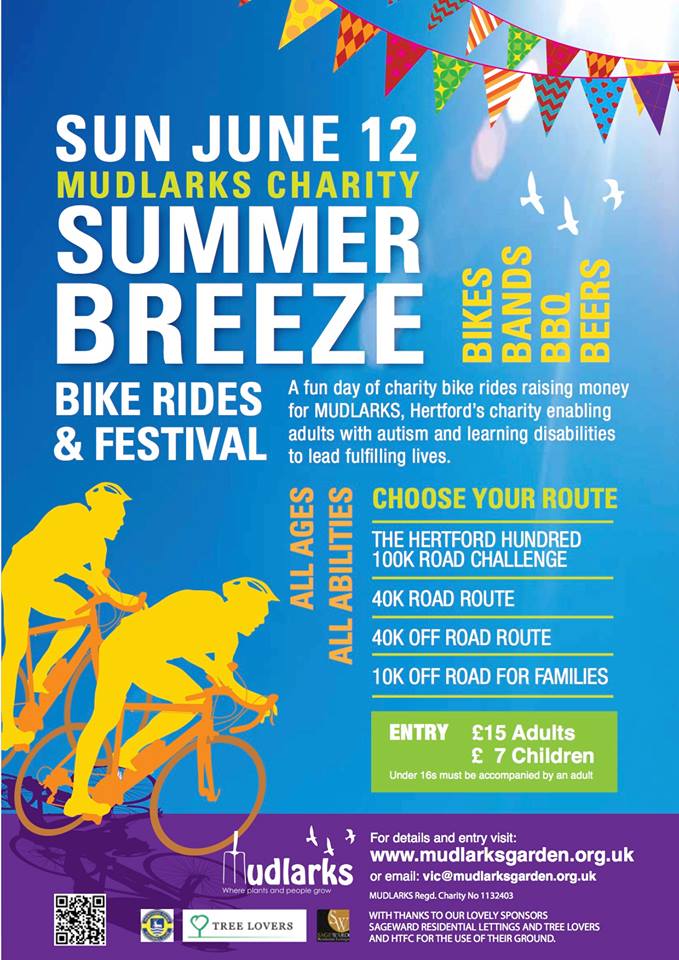 SUN JUNE 12
MUDLARKS CHARITY
SUMMER
BREEZE
BIKES
BANDS
BBQ
BEERS
BIKE RIDES
& FESTIVAL
A fun day of charity bike rides raising money
for MUDLARKS, Hertford's charity enabling
adults with autism and learning disabilities
to lead fulfilling lives.
ALL AGES
ALL ABILITIES
CHOOSE YOUR ROUTE
THE HERTFORD HUNDRED
100K ROAD CHALLENGE
40K ROAD ROUTE
40K OFF ROAD ROUTE
10K OFF ROAD FOR FAMILIES
ENTRY £15 Adults
£ 7 Children
Under 16s must be accompanied by an adult
Mudlarks
Where plants and people grow
For details and entry visit:
www.mudlarksgarden.org.uk
or email: vic@mudlarksgarden.org.uk
MUDLARKS Regd. Charity No 1132403
WITH THANKS TO OUR LOVELY SPONSORS
SAGEWARD RESIDENTIAL LETTINGS AND TREE LOVERS
AND HTFC FOR THE USE OF THEIR GROUND.
TREE LOVERS
SW
SAGEWARD